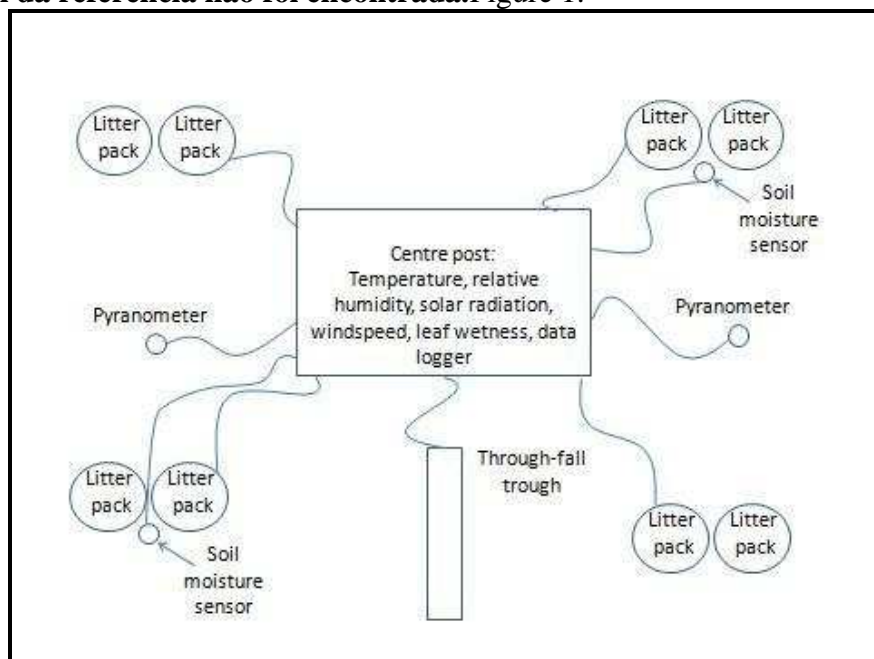 da referência não foi encontrada.Figure 1.
Litter pack
Litter pack
Litter pack
Litter pack
Soil
moisture
sensor
Centre post:
Temperature, relative
humidity, solar radiation,
windspeed, leaf wetness, data
logger
Pyranometer
Pyranometer
Through-fall
trough
Litter pack
Litter pack
Soil
moisture
sensor
Litter pack
Litter pack